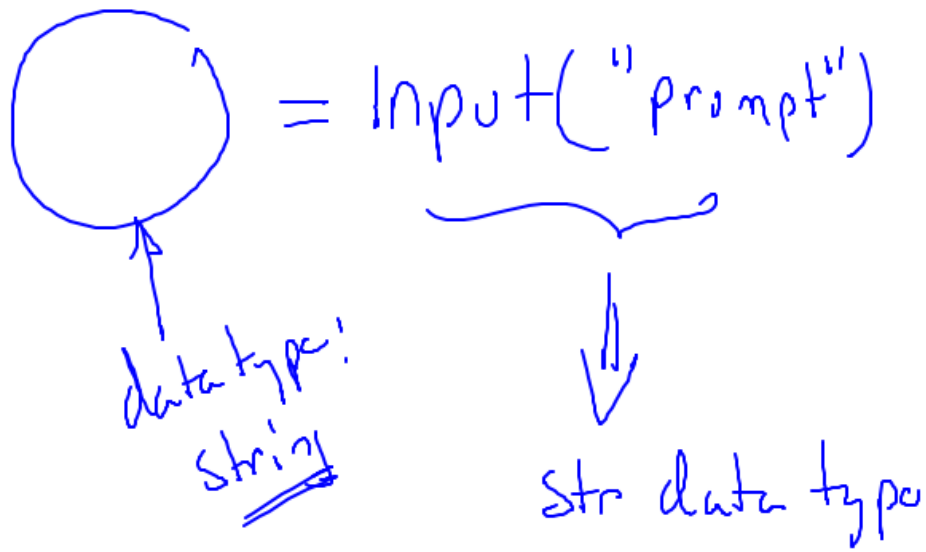 = Input("prompt")
data type:
string
str data type